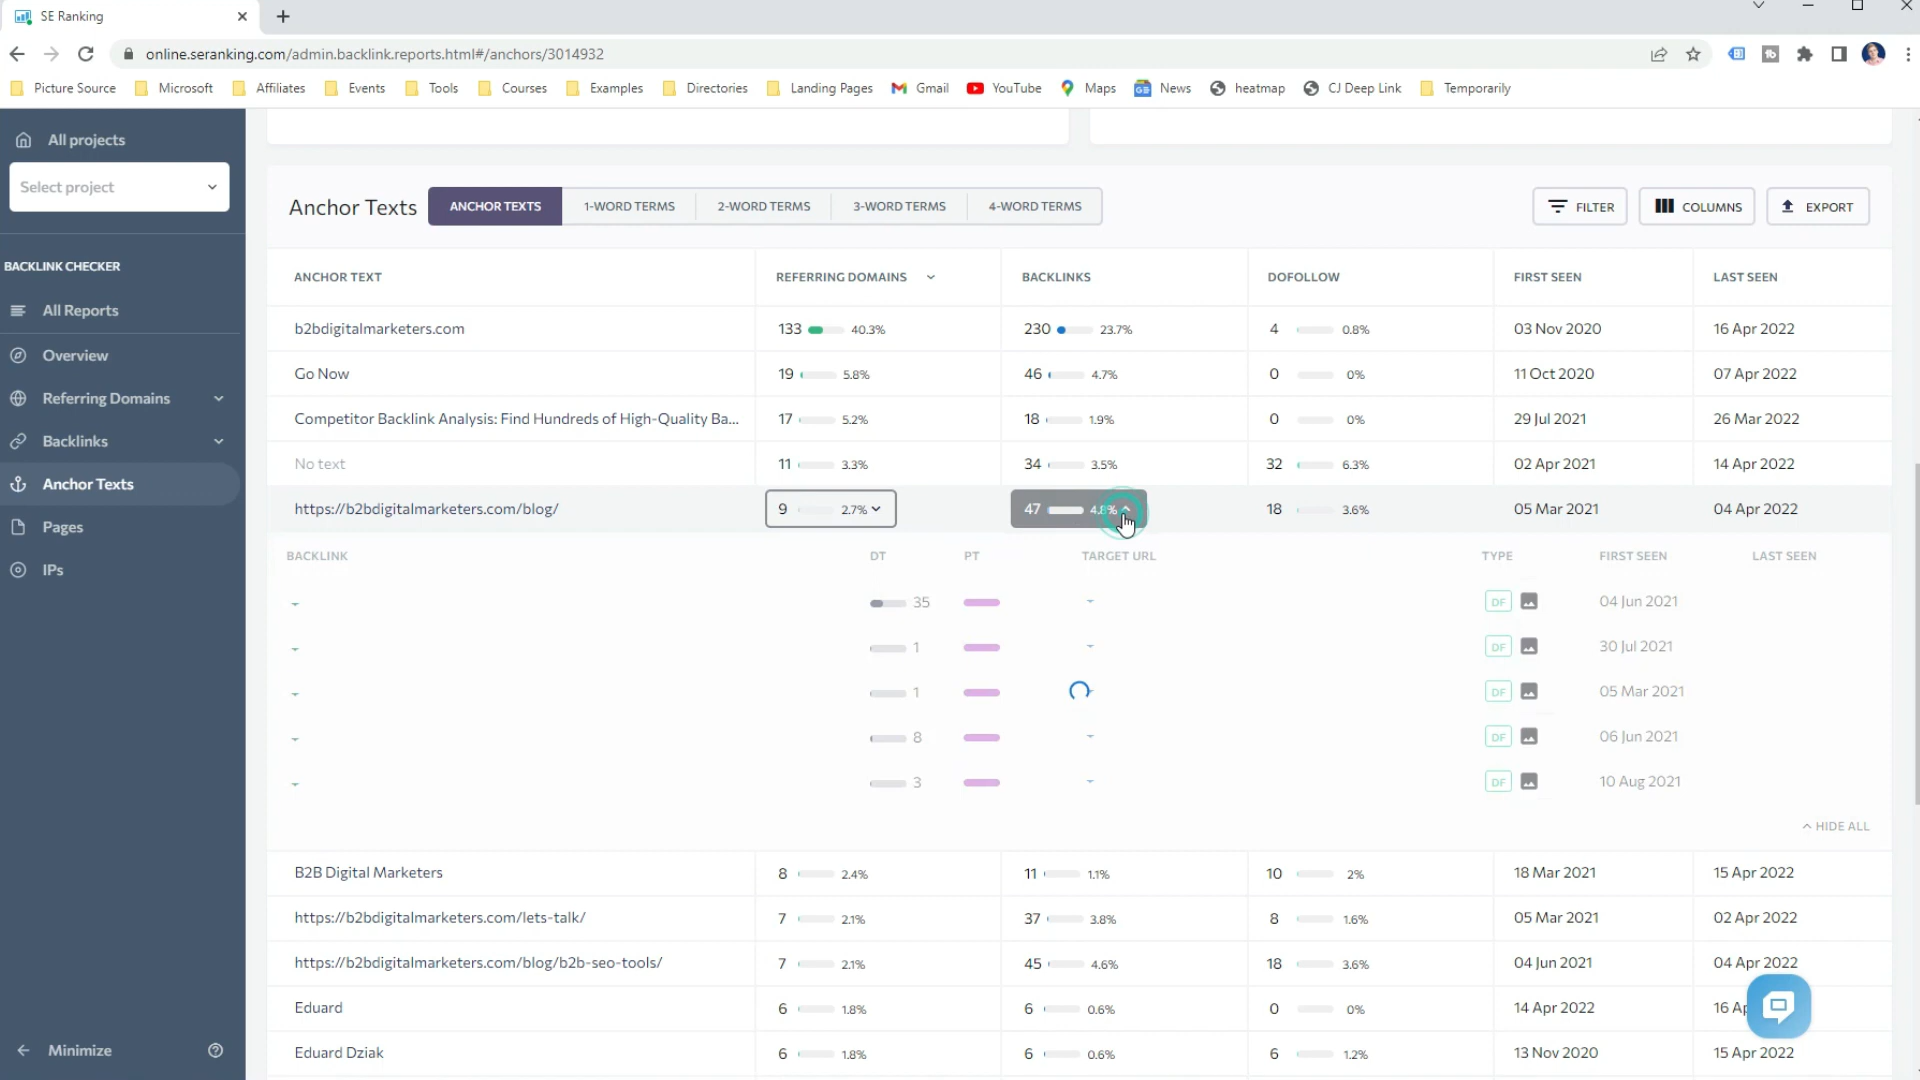 SE Ranking
online.seranking.com/admin.backlink.reports.html#/anchors/3014932
Picture Source Microsoft Affiliates Events Tools Courses Examples Directories Landing Pages Gmail YouTube Maps News heatmap CJ Deep Link Temporarily
All projects
Select project
BACKLINK CHECKER
All Reports
Overview
Referring Domains
Backlinks
Anchor Texts
Pages
IPs
Minimize
Anchor Texts ANCHOR TEXTS 1-WORD TERMS 2-WORD TERMS 3-WORD TERMS 4-WORD TERMS FILTER COLUMNS EXPORT
ANCHOR TEXT REFERRING DOMAINS BACKLINKS DOFOLLOW FIRST SEEN LAST SEEN
b2bdigitalmarketers.com 133 40.3% 230 23.7% 4 0.8% 03 Nov 2020 16 Apr 2022
Go Now 19 5.8% 46 4.7% 0 0% 11 Oct 2020 07 Apr 2022
Competitor Backlink Analysis: Find Hundreds of High-Quality Ba... 17 5.2% 18 1.9% 0 0% 29 Jul 2021 26 Mar 2022
No text 11 3.3% 34 3.5% 32 6.3% 02 Apr 2021 14 Apr 2022
https://b2bdigitalmarketers.com/blog/ 9 2.7% 47 4.8% 18 3.6% 05 Mar 2021 04 Apr 2022
BACKLINK DT PT TARGET URL TYPE FIRST SEEN LAST SEEN
35 DF 04 Jun 2021
1 DF 30 Jul 2021
1 DF 05 Mar 2021
8 DF 06 Jun 2021
3 DF 10 Aug 2021
HIDE ALL
B2B Digital Marketers 8 2.4% 11 1.1% 10 2% 18 Mar 2021 15 Apr 2022
https://b2bdigitalmarketers.com/lets-talk/ 7 2.1% 37 3.8% 8 1.6% 05 Mar 2021 02 Apr 2022
https://b2bdigitalmarketers.com/blog/b2b-seo-tools/ 7 2.1% 45 4.6% 18 3.6% 04 Jun 2021 04 Apr 2022
Eduard 6 1.8% 6 0.6% 0 0% 14 Apr 2022 16
Eduard Dziak 6 1.8% 6 0.6% 6 1.2% 13 Nov 2020 15 Apr 2022